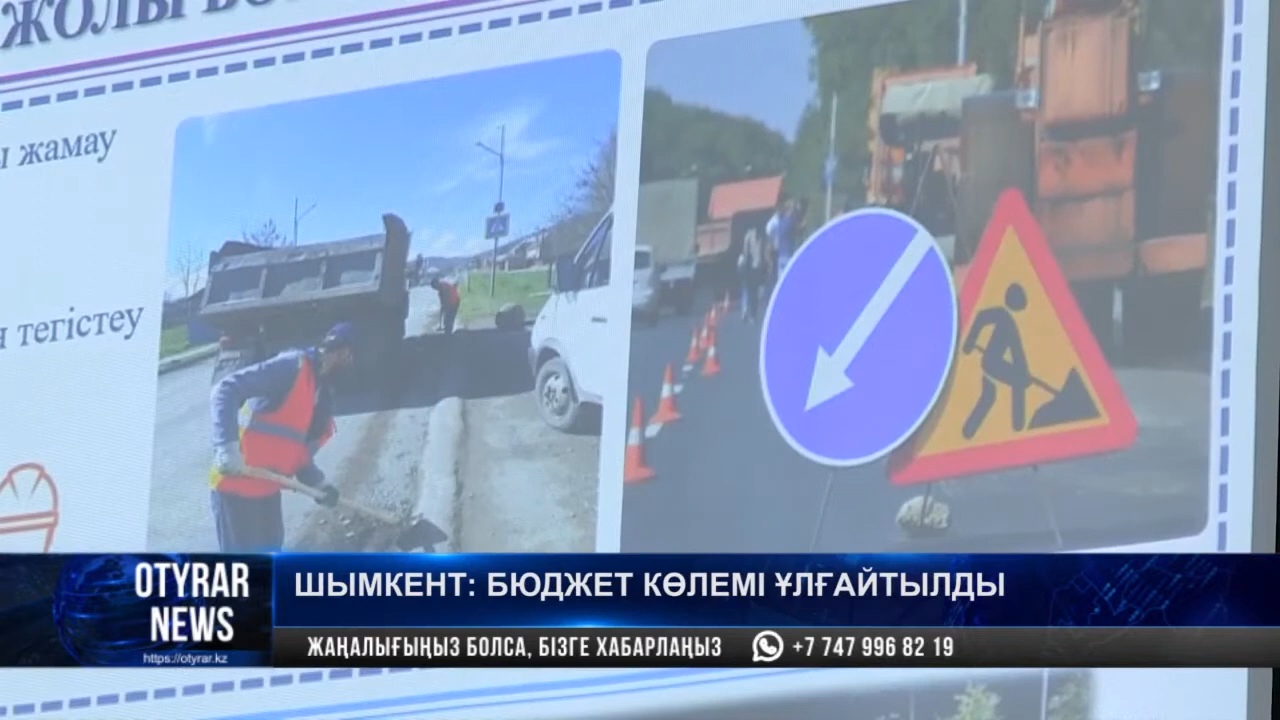 ЖОЛЫ
жамау
тегістеу
OTYRAR
NEWS
https://otyrar.kz
ШЫМКЕНТ: БЮДЖЕТ КӨЛЕМІ ҰЛҒАЙТЫЛДЫ
ЖАҢАЛЫҒЫҢЫЗ БОЛСА, БІЗГЕ ХАБАРЛАҢЫЗ +7 747 996 82 19